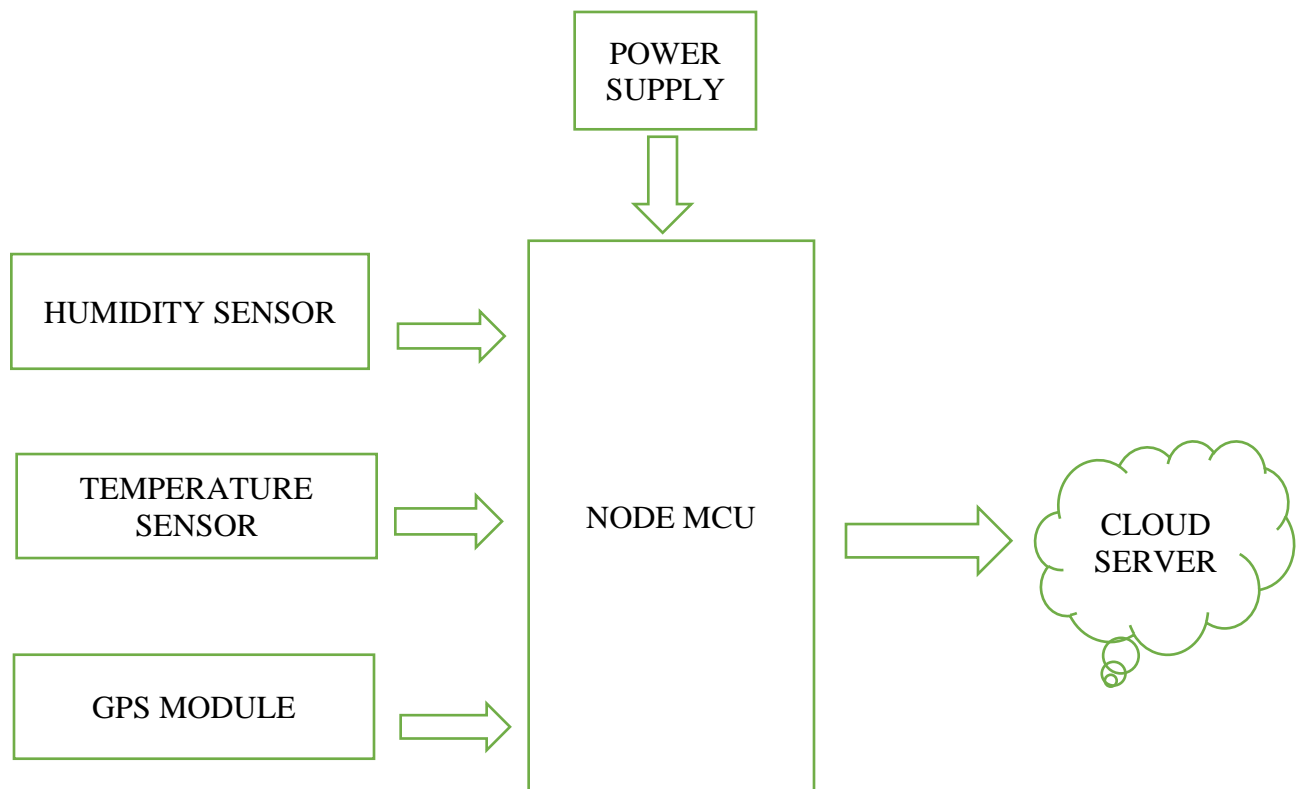 POWER
SUPPLY
HUMIDITY SENSOR
TEMPERATURE
SENSOR
NODE MCU
CLOUD
SERVER
GPS MODULE